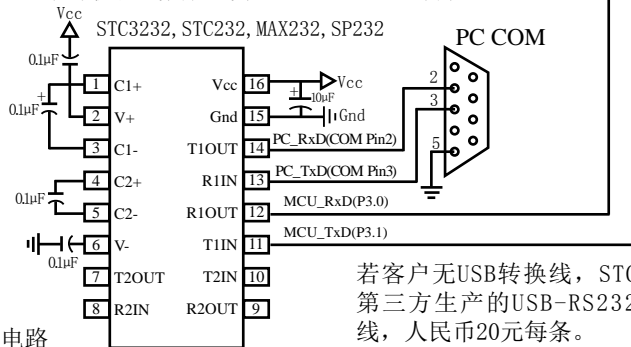 Vcc
STC3232,STC232,MAX232,SP232
PC COM
0.1μF
0.1μF
1 C1+
2 V+
3 C1-
4 C2+
5 C2-
6 V-
7 T2OUT
8 R2IN
0.1μF
0.1μF
Vcc 16
Gnd 15
T1OUT 14
R1IN 13
R1OUT 12
T1IN 11
T2IN 10
R2OUT 9
Vcc
+
10μF
Gnd
PC_RxD(COM Pin2)
PC_TxD(COM Pin3)
MCU_RxD(P3.0)
MCU_TxD(P3.1)
2
3
5
若客户无USB转换线，STC
第三方生产的USB-RS232
线，人民币20元每条。
电路